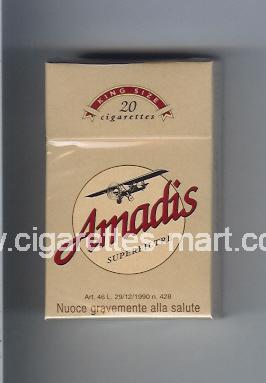 KING SIZE
20
cigarettes
Amadis
SUPERFILTRI
www.cigarettes-mart.com
Art. 46 L. 29/12/1990 n. 428
Nuoce gravemente alla salute